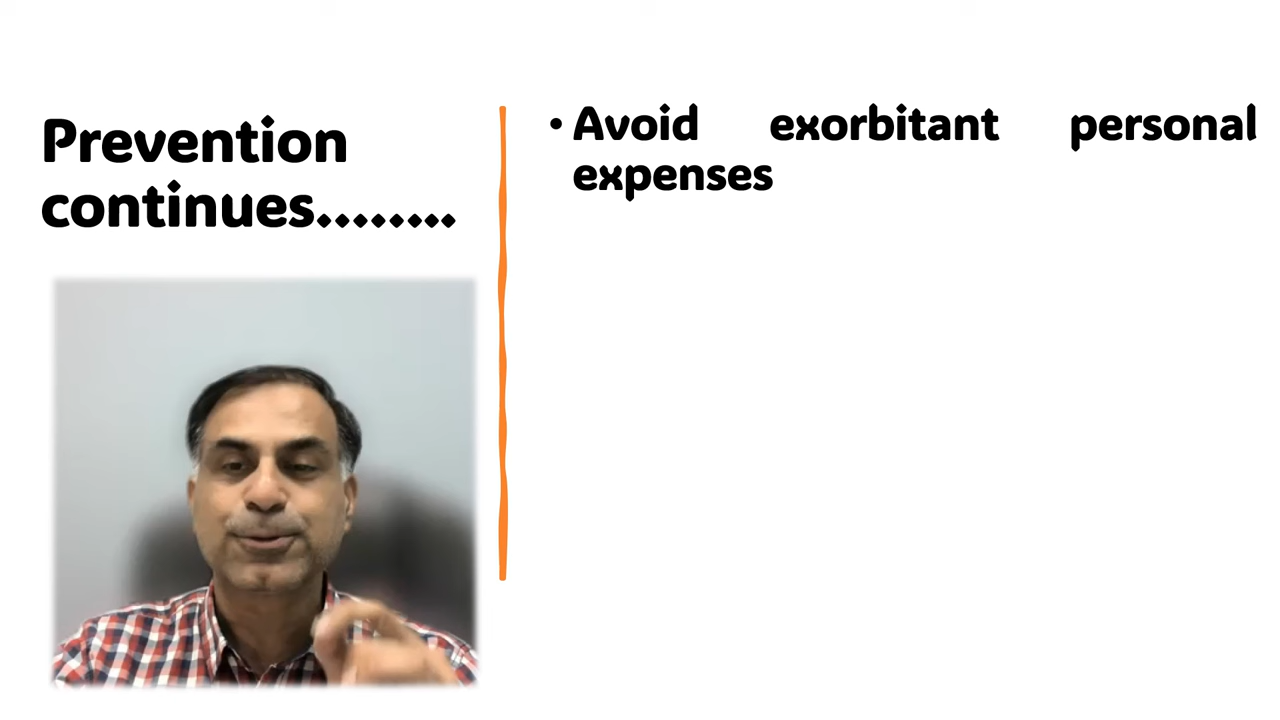 Prevention
continues........
• Avoid exorbitant personal
expenses